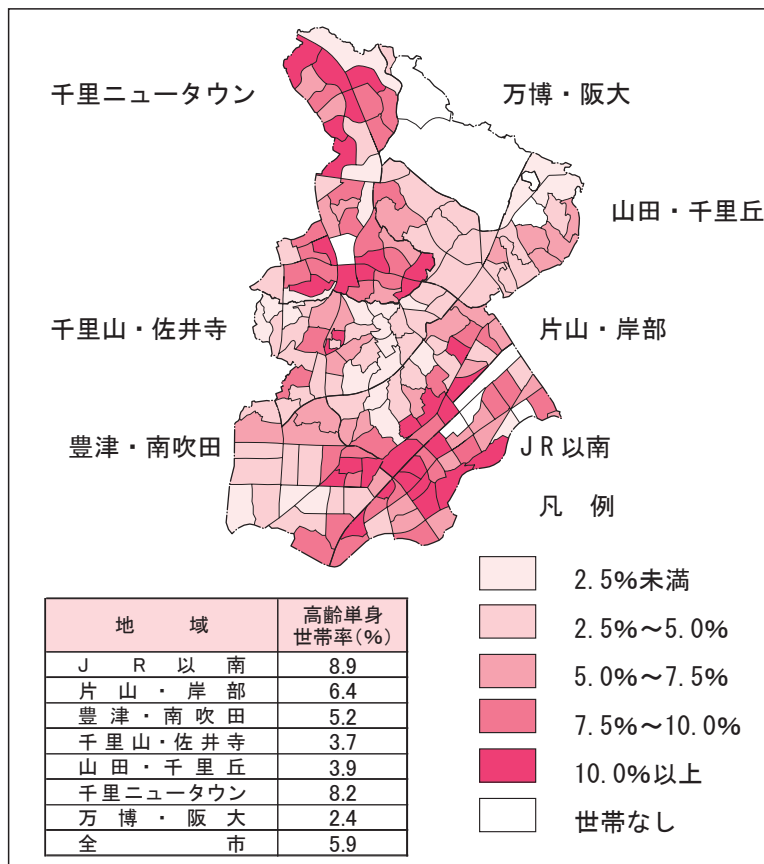 千里ニュータウン
万博・阪大
山田・千里丘
千里山・佐井寺
片山・岸部
豊津・南吹田
JR以南
凡 例
2.5%未満
2.5%～5.0%
5.0%～7.5%
7.5%～10.0%
10.0%以上
世帯なし
地 域 高齢単身世帯率(%)
JR以南 8.9
片山・岸部 6.4
豊津・南吹田 5.2
千里山・佐井寺 3.7
山田・千里丘 3.9
千里ニュータウン 8.2
万博・阪大 2.4
全市 5.9